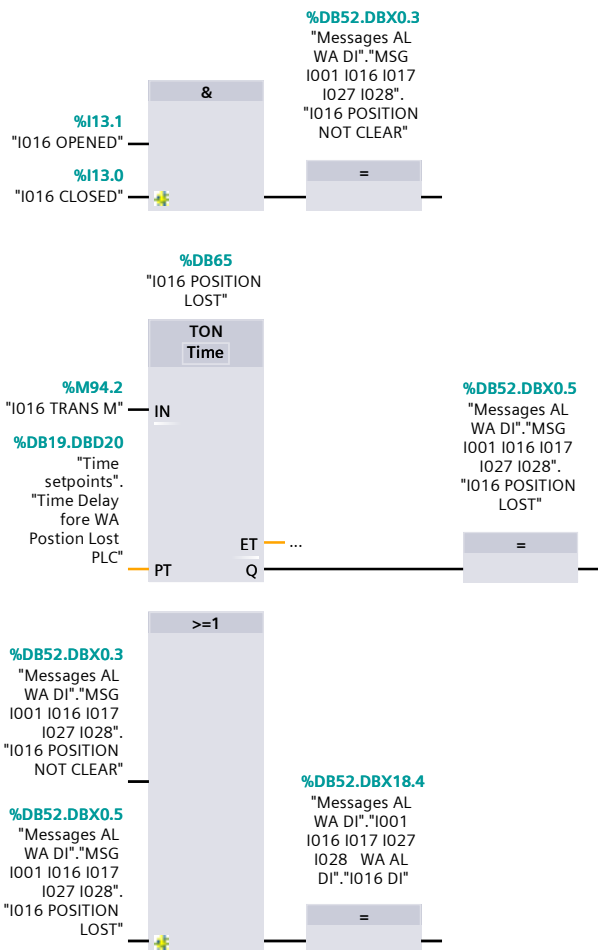 %DB52.DBX0.3
"Messages AL
WA DI"."MSG
I001 I016 I017
I027 I028".
"I016 POSITION
NOT CLEAR"
&
%I13.1
"I016 OPENED"
%I13.0
"I016 CLOSED"
=
%DB65
"I016 POSITION
LOST"
TON
Time
%M94.2
"I016 TRANS M"
IN
%DB19.DBD20
"Time
setpoints".
"Time Delay
fore WA
Postion Lost
PLC"
PT
ET
...
Q
%DB52.DBX0.5
"Messages AL
WA DI"."MSG
I001 I016 I017
I027 I028".
"I016 POSITION
LOST"
=
>=1
%DB52.DBX0.3
"Messages AL
WA DI"."MSG
I001 I016 I017
I027 I028".
"I016 POSITION
NOT CLEAR"
%DB52.DBX0.5
"Messages AL
WA DI"."MSG
I001 I016 I017
I027 I028".
"I016 POSITION
LOST"
%DB52.DBX18.4
"Messages AL
WA DI"."I001
I016 I017 I027
I028   WA AL
DI"."I016 DI"
=